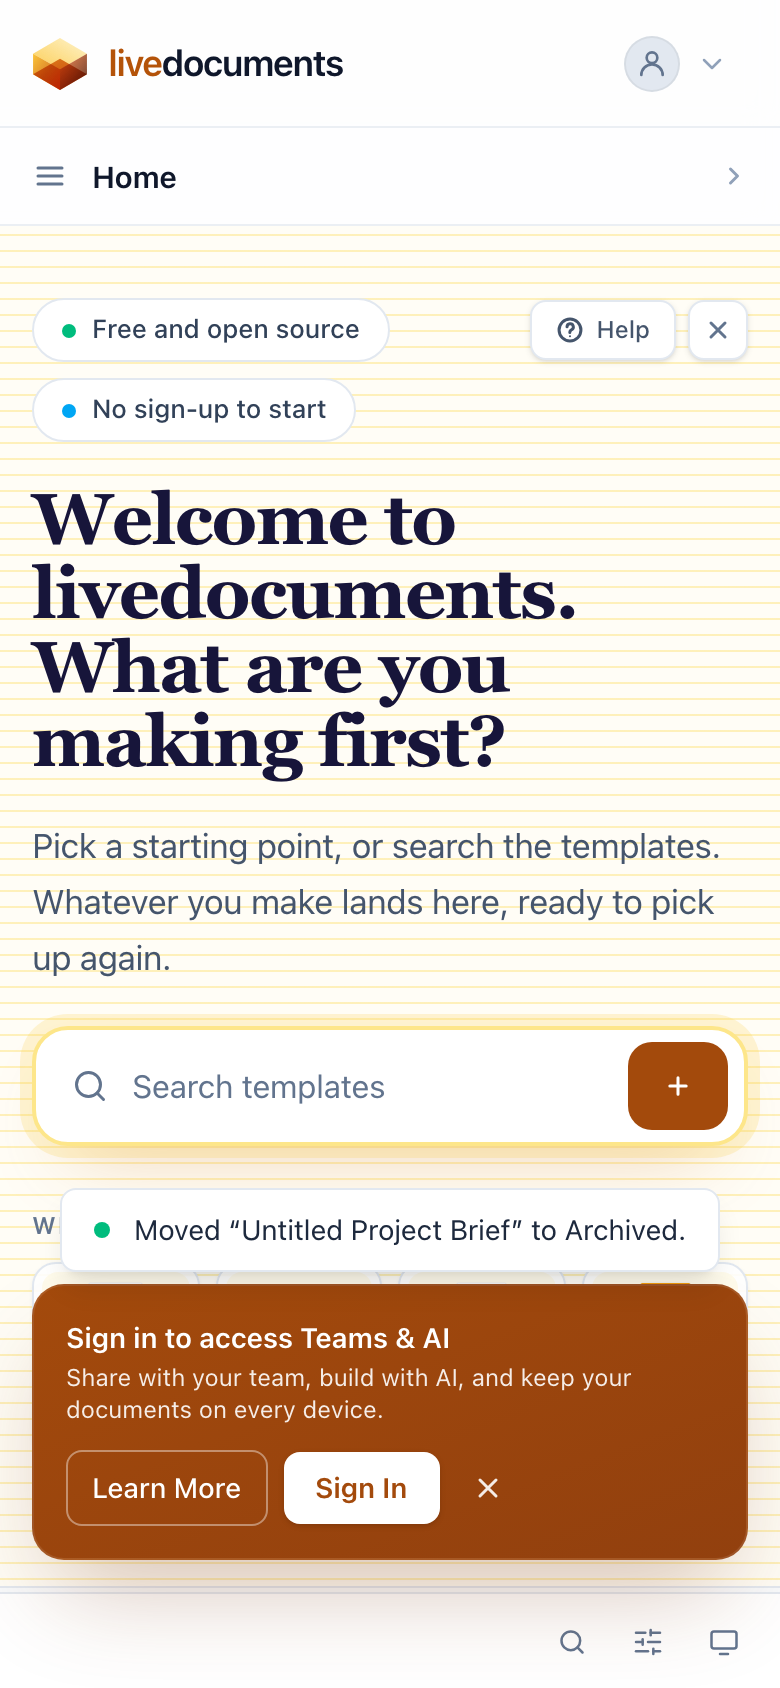 livedocuments
Home
Free and open source
Help
No sign-up to start
Welcome to
livedocuments.
What are you
making first?
Pick a starting point, or search the templates.
Whatever you make lands here, ready to pick
up again.
Search templates
Moved “Untitled Project Brief” to Archived.
Sign in to access Teams & AI
Share with your team, build with AI, and keep your
documents on every device.
Learn More
Sign In